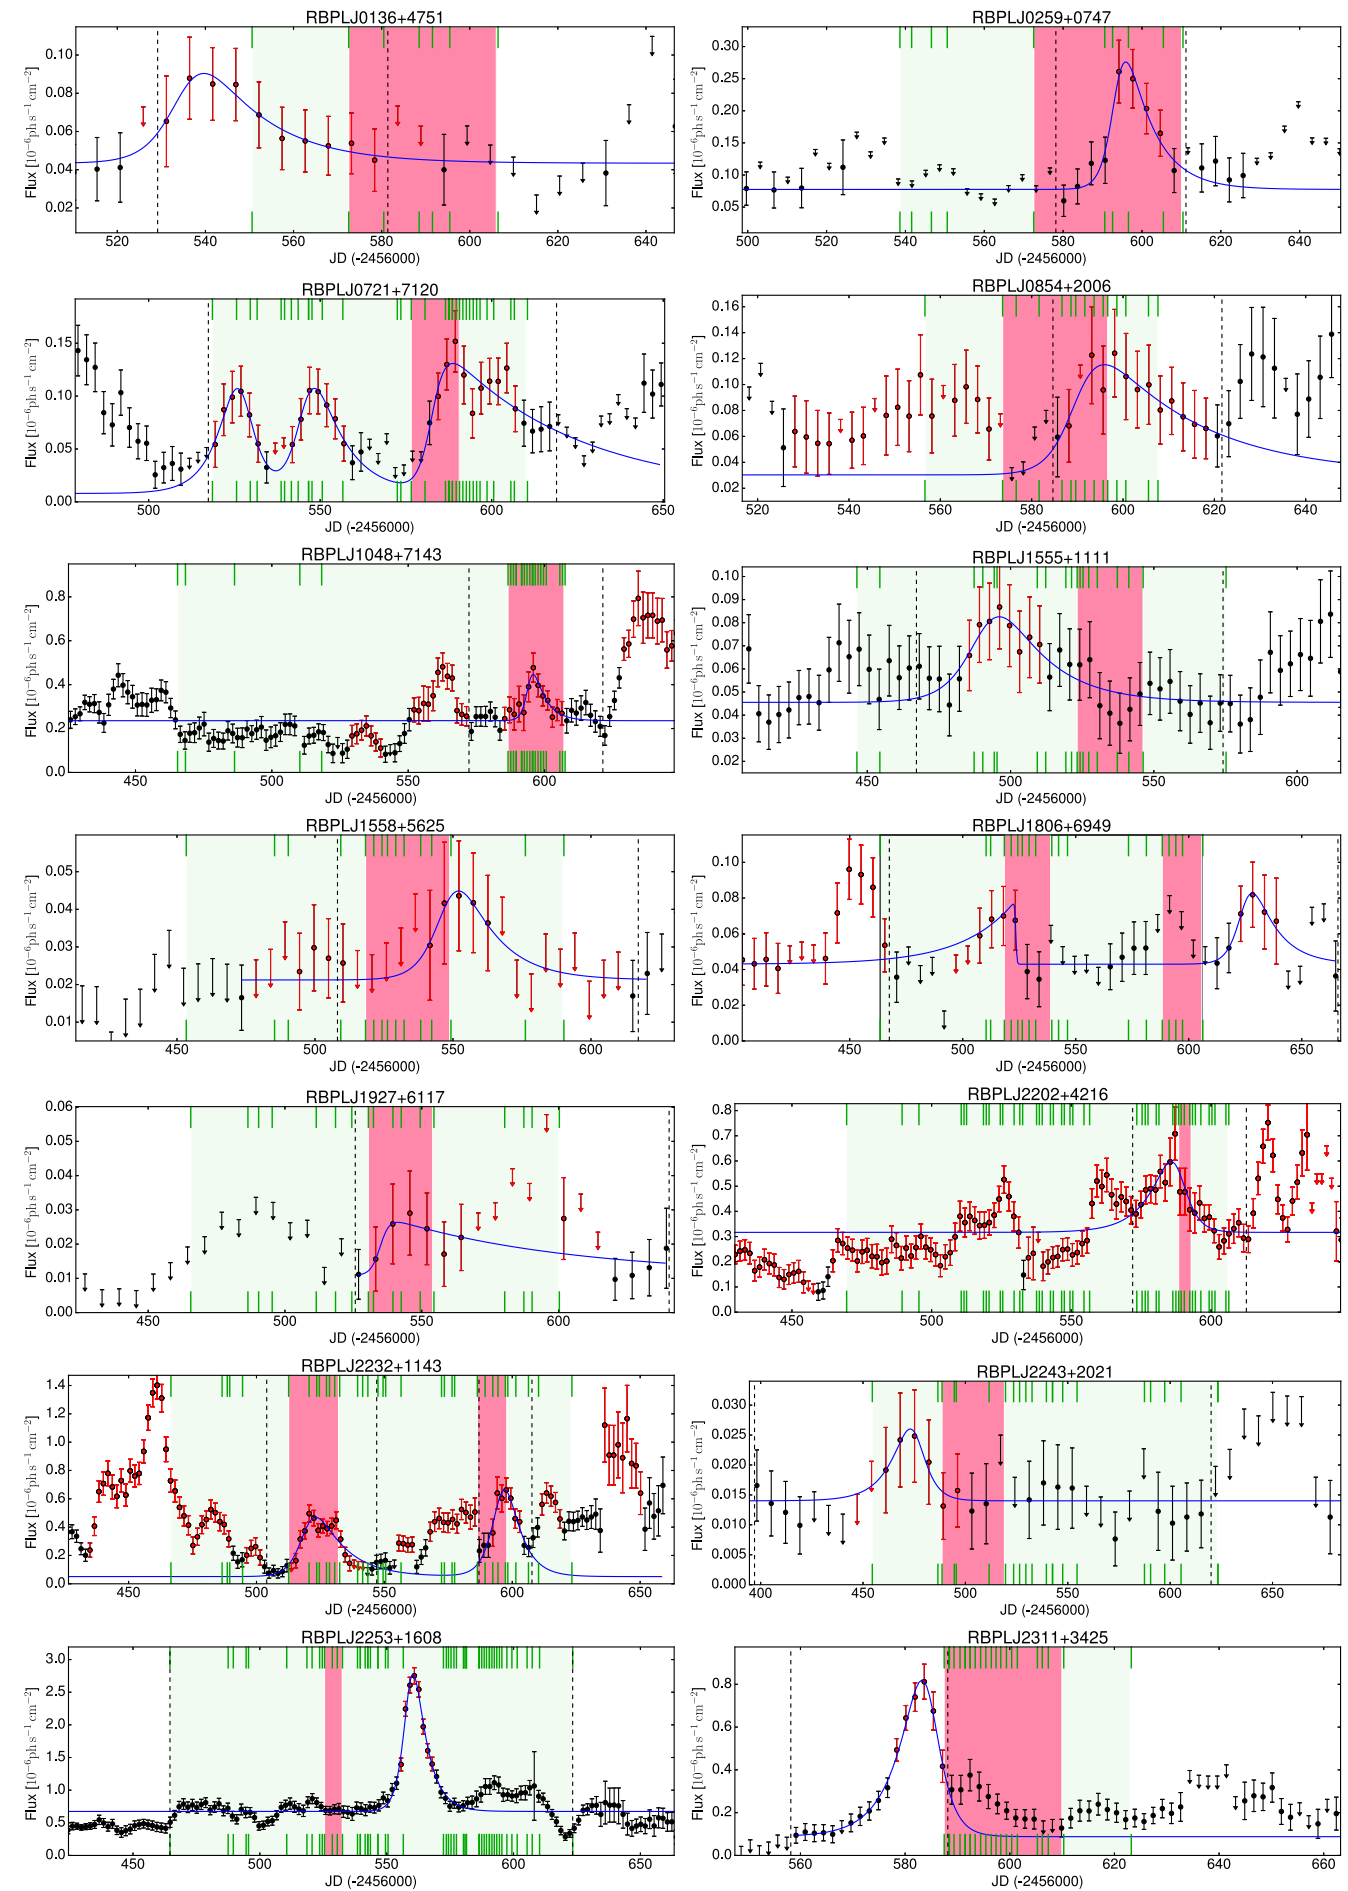 RBPLJ0136+4751
Flux [10⁻⁶ph s⁻¹ cm⁻²]
0.10
0.08
0.06
0.04
0.02
520 540 560 580 600 620 640
JD (-2456000)
RBPLJ0259+0747
Flux [10⁻⁶ph s⁻¹ cm⁻²]
0.30
0.25
0.20
0.15
0.10
0.05
500 520 540 560 580 600 620 640
JD (-2456000)
RBPLJ0721+7120
Flux [10⁻⁶ph s⁻¹ cm⁻²]
0.15
0.10
0.05
0.00
500 550 600 650
JD (-2456000)
RBPLJ0854+2006
Flux [10⁻⁶ph s⁻¹ cm⁻²]
0.16
0.14
0.12
0.10
0.08
0.06
0.04
0.02
520 540 560 580 600 620 640
JD (-2456000)
RBPLJ1048+7143
Flux [10⁻⁶ph s⁻¹ cm⁻²]
0.8
0.6
0.4
0.2
0.0
450 500 550 600
JD (-2456000)
RBPLJ1555+1111
Flux [10⁻⁶ph s⁻¹ cm⁻²]
0.10
0.09
0.08
0.07
0.06
0.05
0.04
0.03
0.02
450 500 550 600
JD (-2456000)
RBPLJ1558+5625
Flux [10⁻⁶ph s⁻¹ cm⁻²]
0.05
0.04
0.03
0.02
0.01
450 500 550 600
JD (-2456000)
RBPLJ1806+6949
Flux [10⁻⁶ph s⁻¹ cm⁻²]
0.10
0.08
0.06
0.04
0.02
0.00
450 500 550 600 650
JD (-2456000)
RBPLJ1927+6117
Flux [10⁻⁶ph s⁻¹ cm⁻²]
0.06
0.05
0.04
0.03
0.02
0.01
0.00
450 500 550 600
JD (-2456000)
RBPLJ2202+4216
Flux [10⁻⁶ph s⁻¹ cm⁻²]
0.8
0.7
0.6
0.5
0.4
0.3
0.2
0.1
0.0
450 500 550 600
JD (-2456000)
RBPLJ2232+1143
Flux [10⁻⁶ph s⁻¹ cm⁻²]
1.4
1.2
1.0
0.8
0.6
0.4
0.2
0.0
450 500 550 600 650
JD (-2456000)
RBPLJ2243+2021
Flux [10⁻⁶ph s⁻¹ cm⁻²]
0.030
0.025
0.020
0.015
0.010
0.005
0.000
400 450 500 550 600 650
JD (-2456000)
RBPLJ2253+1608
Flux [10⁻⁶ph s⁻¹ cm⁻²]
3.0
2.5
2.0
1.5
1.0
0.5
0.0
450 500 550 600 650
JD (-2456000)
RBPLJ2311+3425
Flux [10⁻⁶ph s⁻¹ cm⁻²]
1.0
0.8
0.6
0.4
0.2
0.0
560 580 600 620 640 660
JD (-2456000)